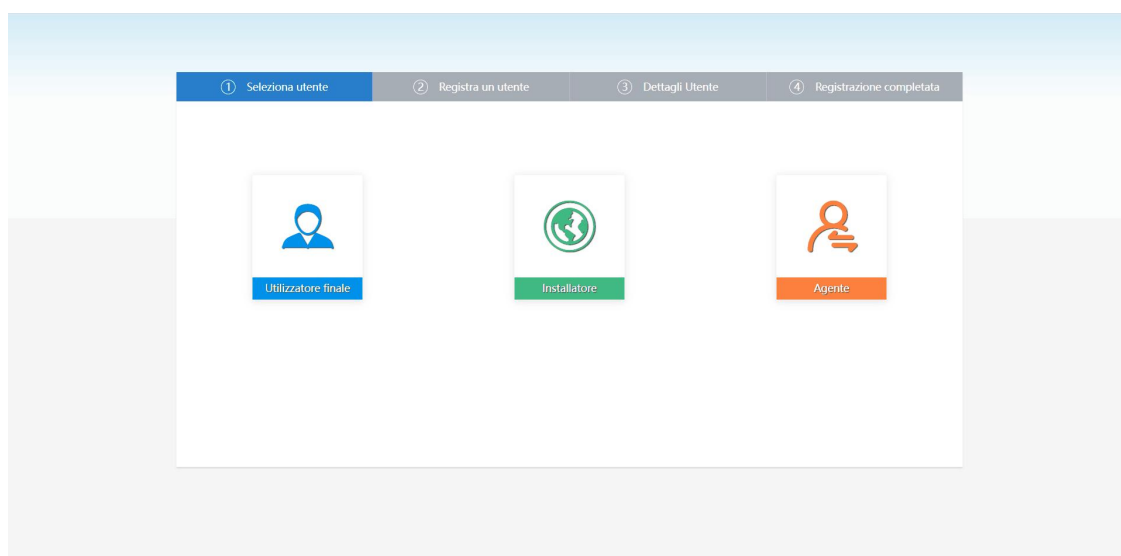 1 Seleziona utente
2 Registra un utente
3 Dettagli Utente
4 Registrazione completata
Utilizzatore finale
Installatore
Agente